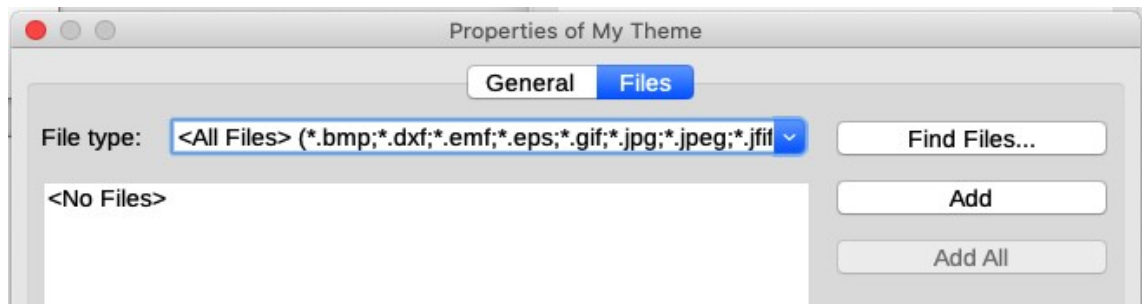 Properties of My Theme
General Files
File type: <All Files> (*.bmp;*.dxf;*.emf;*.eps;*.gif;*.jpg;*.jpeg;*.jfif Find Files...
<No Files> Add
Add All